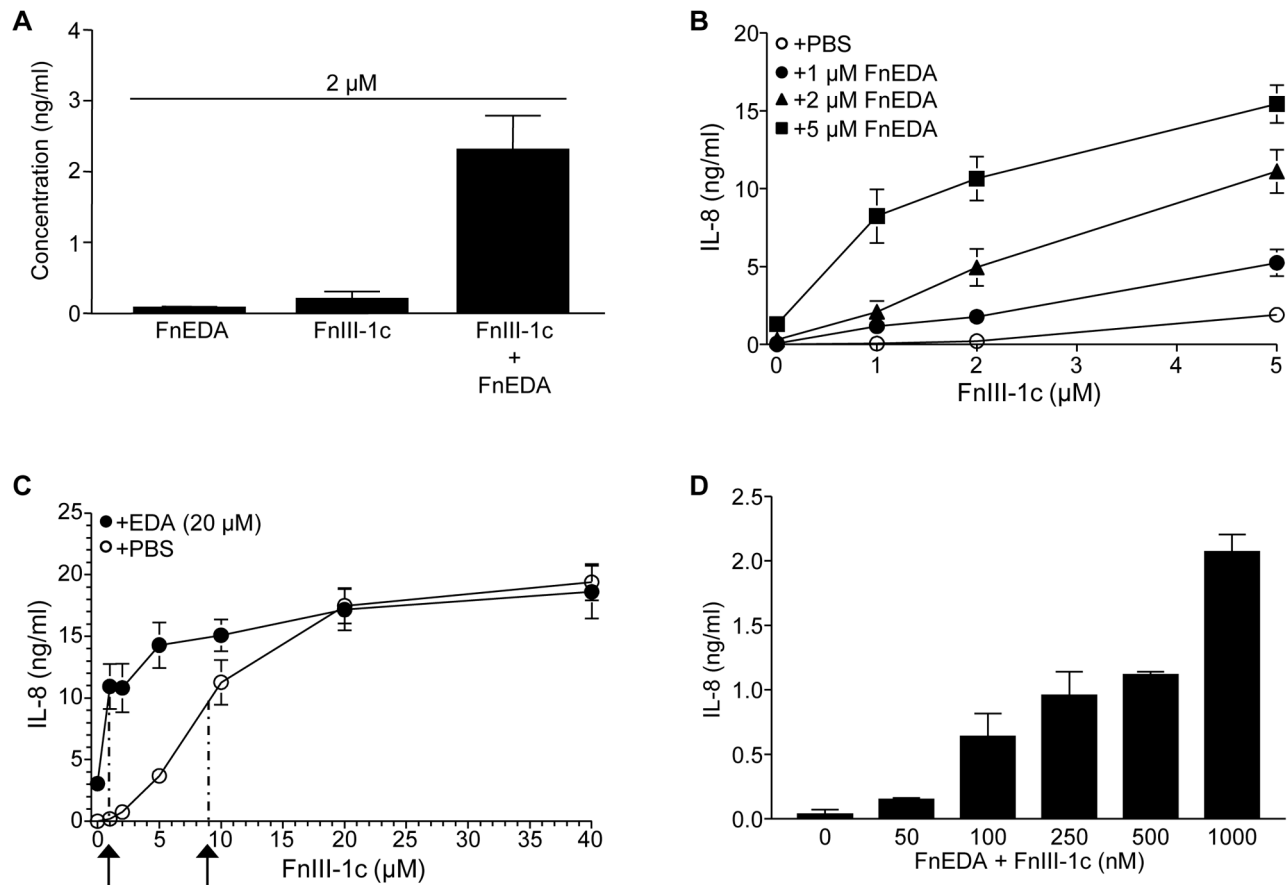 A
Concentration (ng/ml)
4
3
2
1
0
2 µM
FnEDA
FnIII-1c
FnIII-1c
+
FnEDA
B
IL-8 (ng/ml)
20
15
10
5
0
+PBS
+1 µM FnEDA
+2 µM FnEDA
+5 µM FnEDA
0 1 2 3 4 5
FnIII-1c (µM)
C
IL-8 (ng/ml)
25
20
15
10
5
0
+EDA (20 µM)
+PBS
0 5 10 20 30 40
FnIII-1c (µM)
D
IL-8 (ng/ml)
2.5
2.0
1.5
1.0
0.5
0.0
0 50 100 250 500 1000
FnEDA + FnIII-1c (nM)